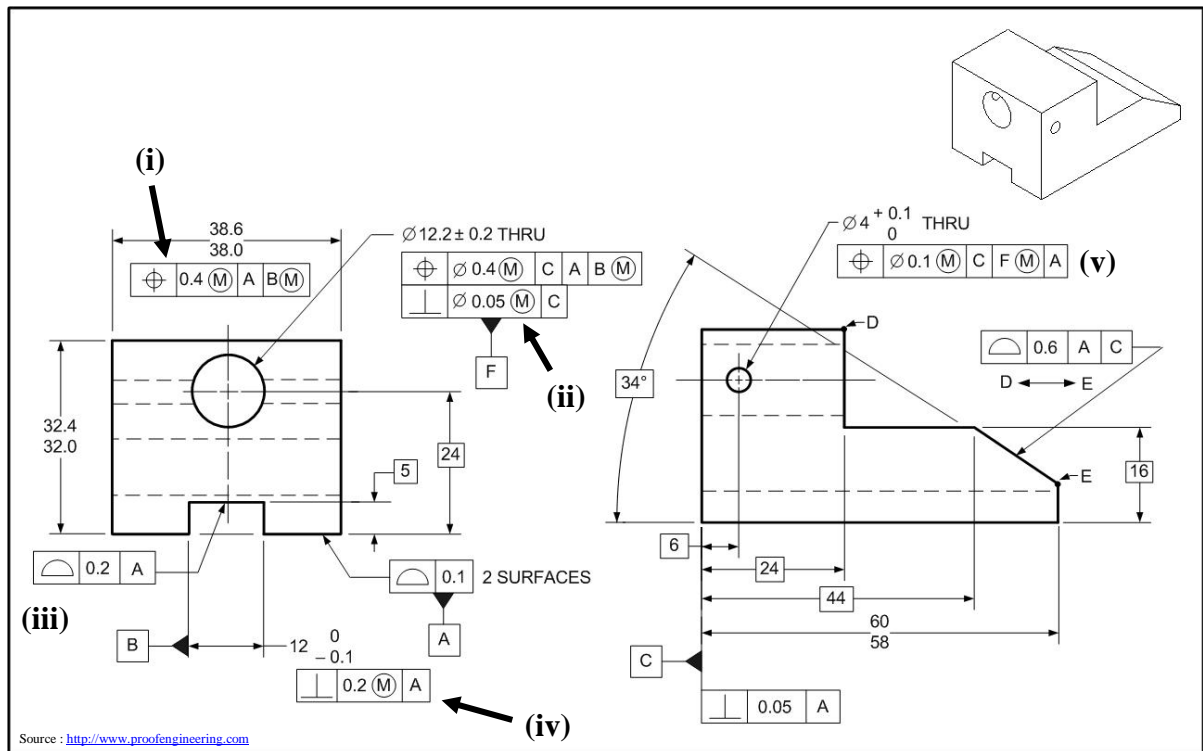 (i)
38.6
38.0
⌖ 0.4 Ⓜ A B Ⓜ
⌀ 12.2 ± 0.2 THRU
⌖ ⌀ 0.4 Ⓜ C A B Ⓜ
⟂ ⌀ 0.05 Ⓜ C
F
(ii)
32.4
32.0
24
5
⌓ 0.2 A
(iii)
⌓ 0.1 2 SURFACES
A
B
12 0
– 0.1
⟂ 0.2 Ⓜ A
(iv)
⌀ 4 + 0.1 THRU
0
⌖ ⌀ 0.1 Ⓜ C F Ⓜ A
(v)
D
34°
⌓ 0.6 A C
D E
E
16
6
24
44
60
58
C
⟂ 0.05 A
Source : http://www.proofengineering.com